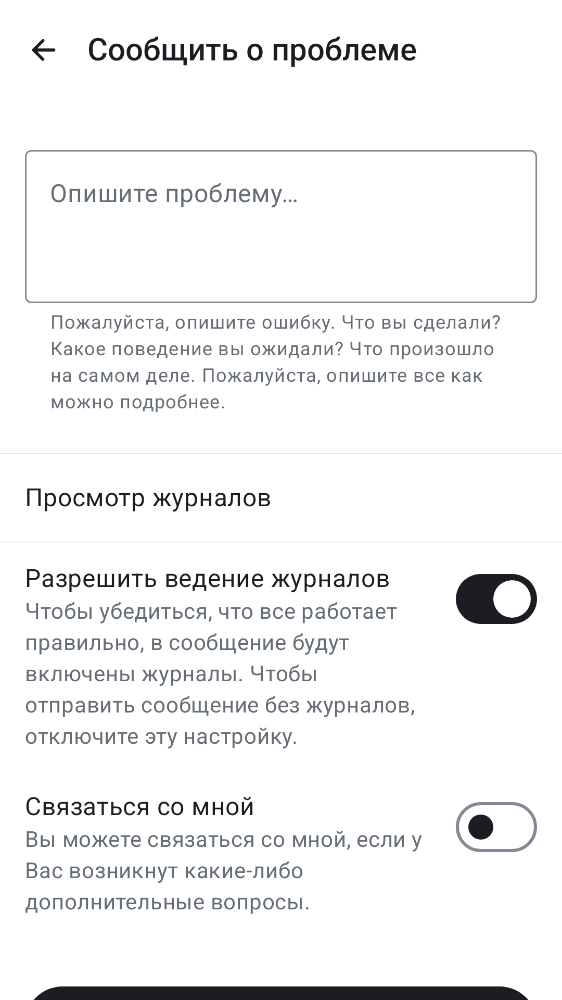 Сообщить о проблеме
Опишите проблему...
Пожалуйста, опишите ошибку. Что вы сделали?
Какое поведение вы ожидали? Что произошло
на самом деле. Пожалуйста, опишите все как
можно подробнее.
Просмотр журналов
Разрешить ведение журналов
Чтобы убедиться, что все работает
правильно, в сообщение будут
включены журналы. Чтобы
отправить сообщение без журналов,
отключите эту настройку.
Связаться со мной
Вы можете связаться со мной, если у
Вас возникнут какие-либо
дополнительные вопросы.